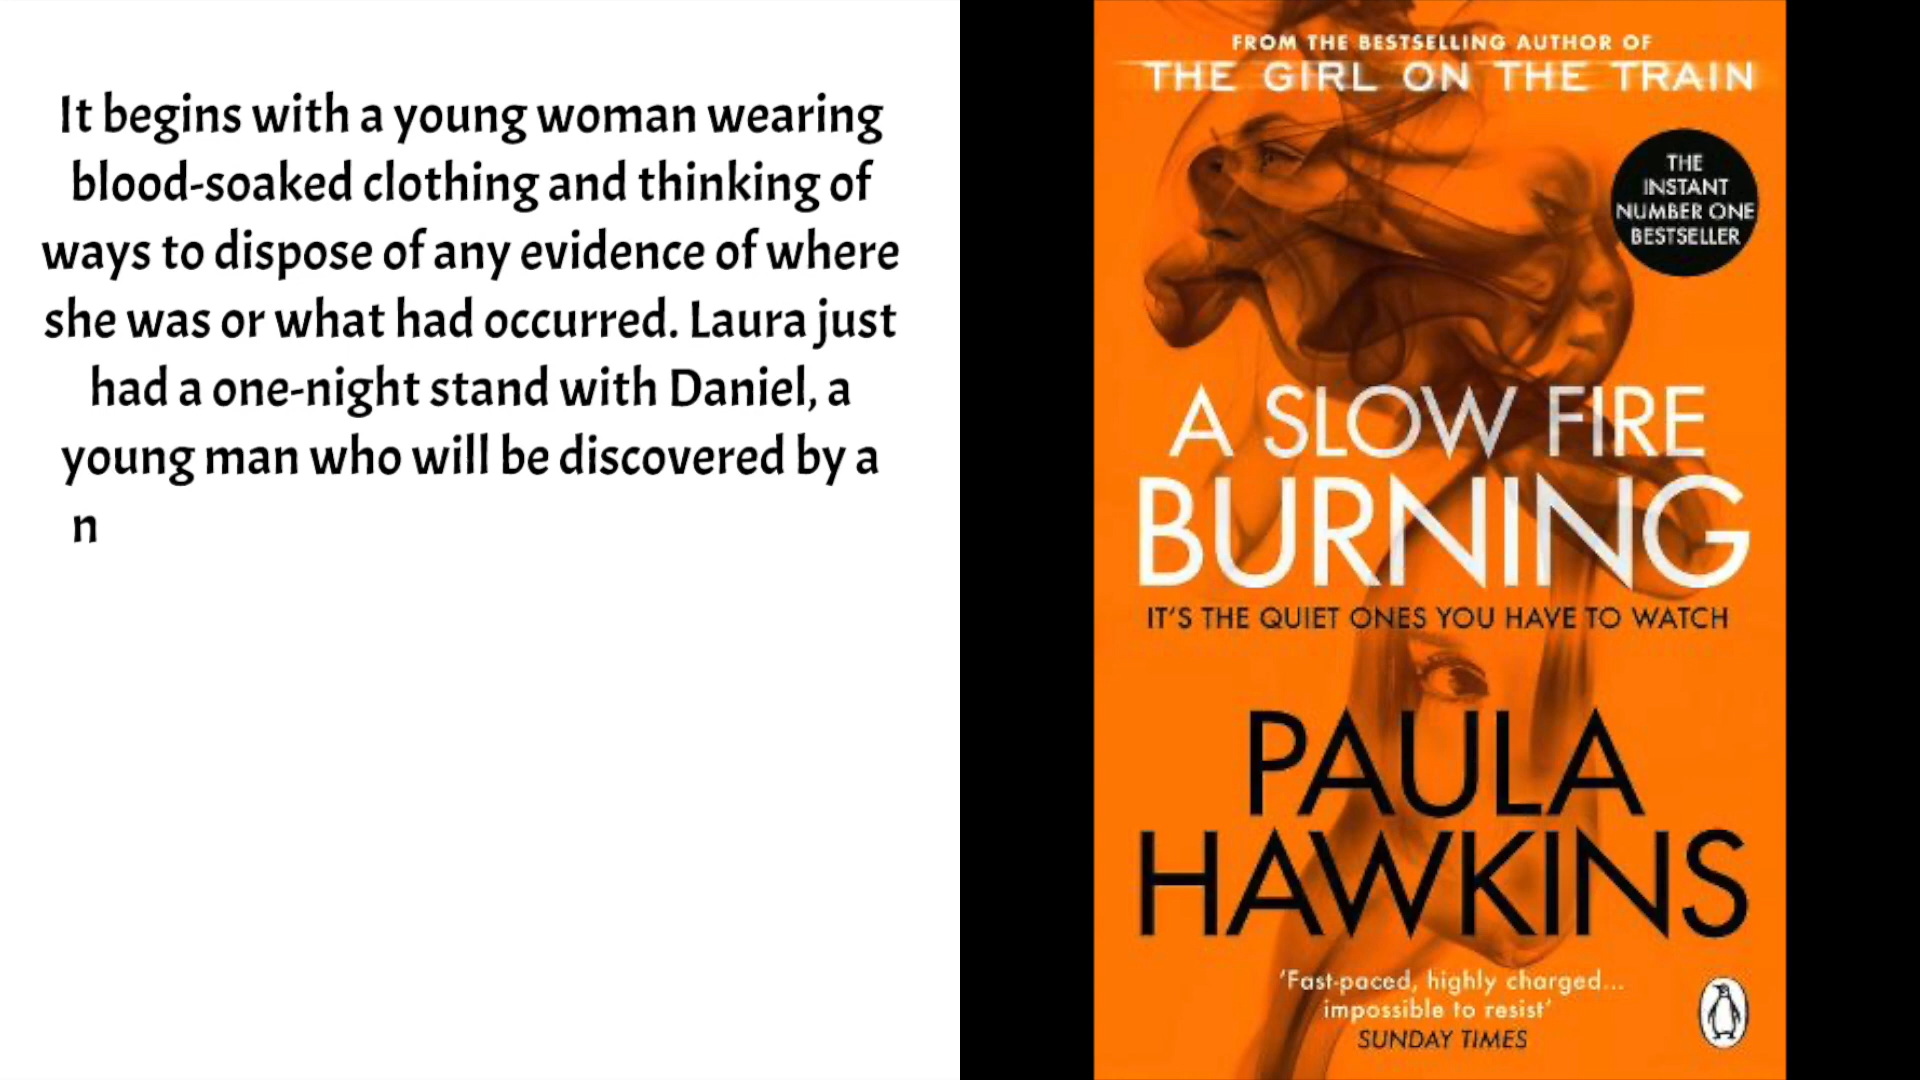 It begins with a young woman wearing
blood-soaked clothing and thinking of
ways to dispose of any evidence of where
she was or what had occurred. Laura just
had a one-night stand with Daniel, a
young man who will be discovered by a
n
FROM THE BESTSELLING AUTHOR OF
THE GIRL ON THE TRAIN
THE
INSTANT
NUMBER ONE
BESTSELLER
A SLOW FIRE
BURNING
IT'S THE QUIET ONES YOU HAVE TO WATCH
PAULA
HAWKINS
'Fast-paced, highly charged...
impossible to resist'
SUNDAY TIMES